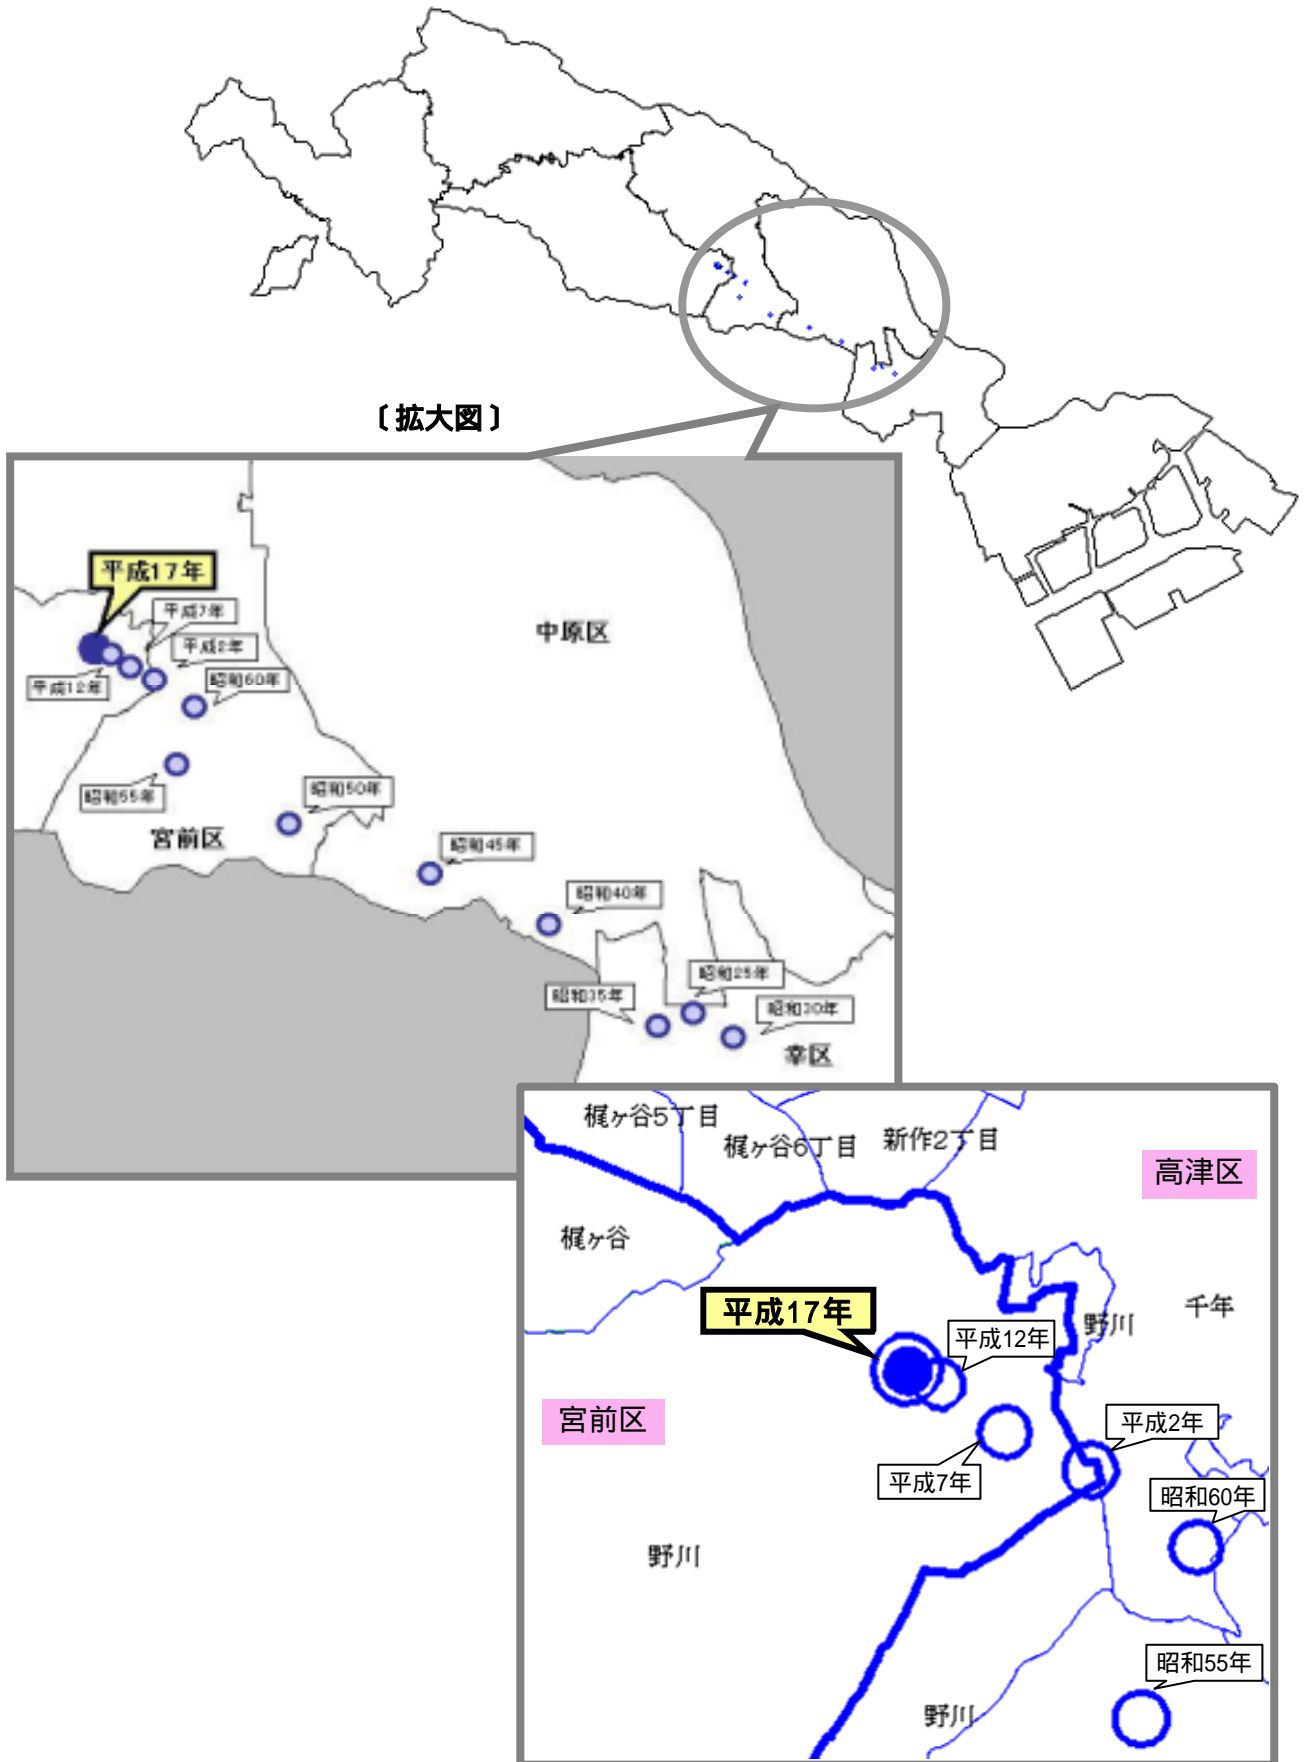 〔拡大図〕
平成17年
平成7年
平成2年
平成12年
昭和60年
中原区
昭和55年
昭和50年
宮前区
昭和45年
昭和40年
昭和25年
昭和35年
昭和30年
幸区
梶ヶ谷5丁目
梶ヶ谷6丁目
新作2丁目
高津区
梶ヶ谷
千年
平成17年
野川
平成12年
宮前区
平成2年
平成7年
昭和60年
野川
昭和55年
野川